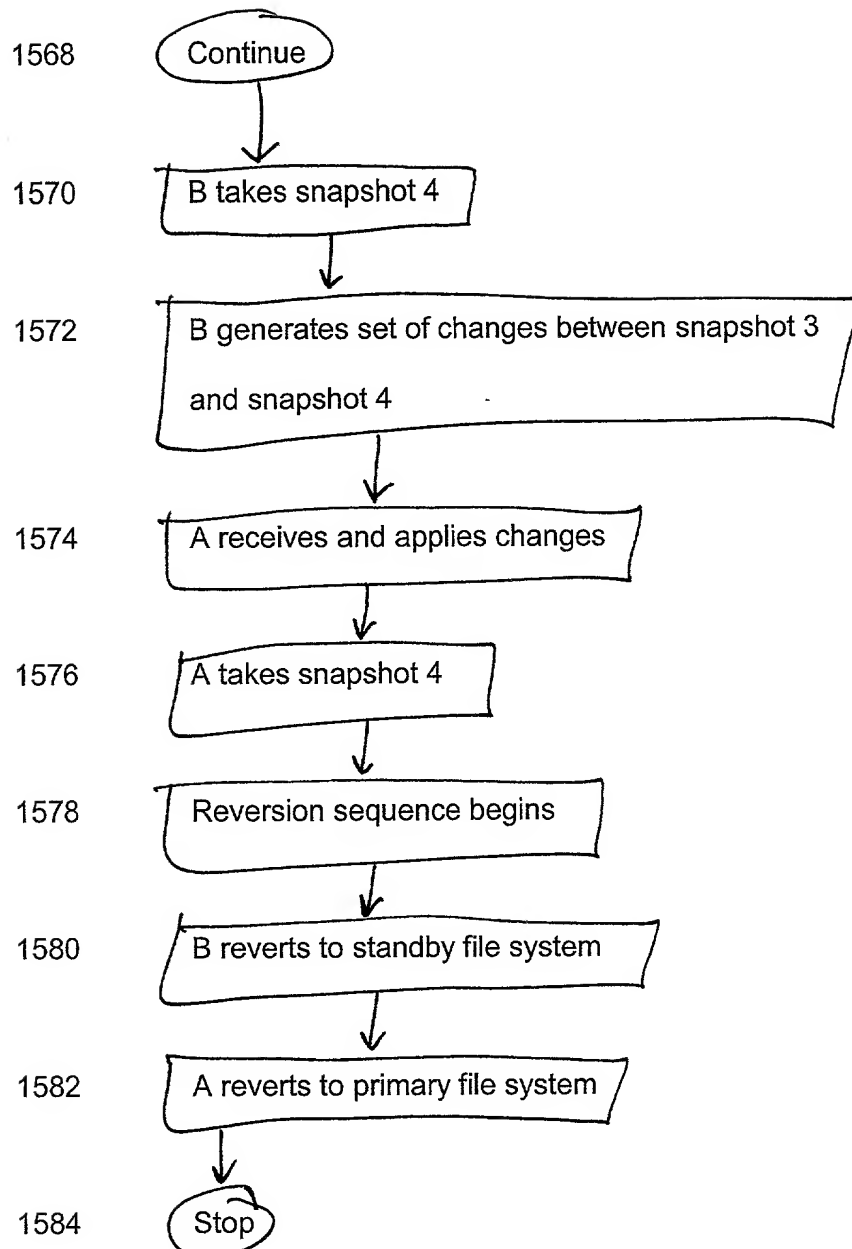 1568 Continue
1570 B takes snapshot 4
1572 B generates set of changes between snapshot 3
and snapshot 4
1574 A receives and applies changes
1576 A takes snapshot 4
1578 Reversion sequence begins
1580 B reverts to standby file system
1582 A reverts to primary file system
1584 Stop